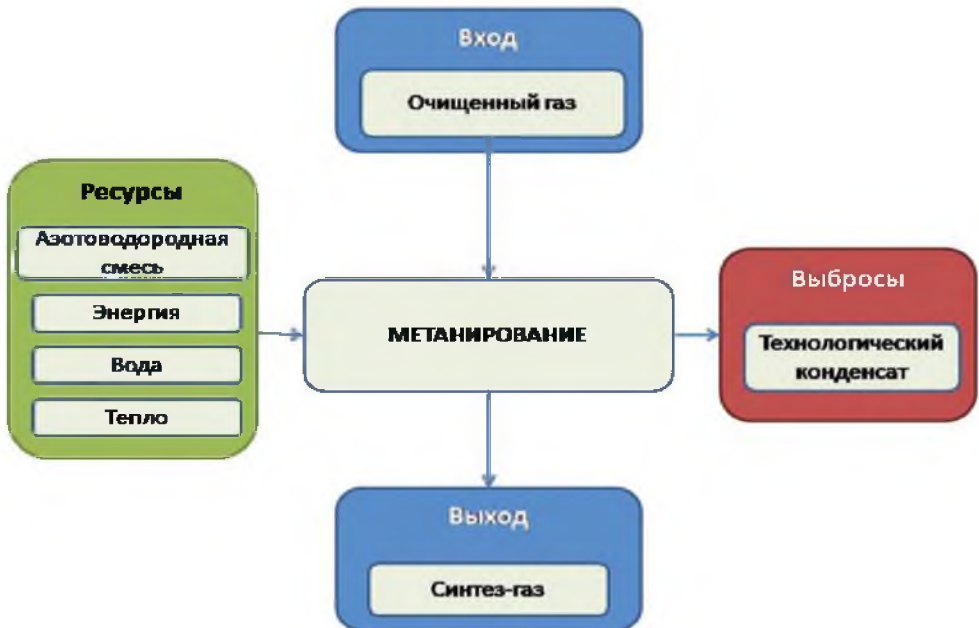 Вход
Очищенный газ
Ресурсы
Азотоводородная
смесь
Энергия
Вода
Тепло
МЕТАНИРОВАНИЕ
Выбросы
Технологический
конденсат
Выход
Синтез-газ